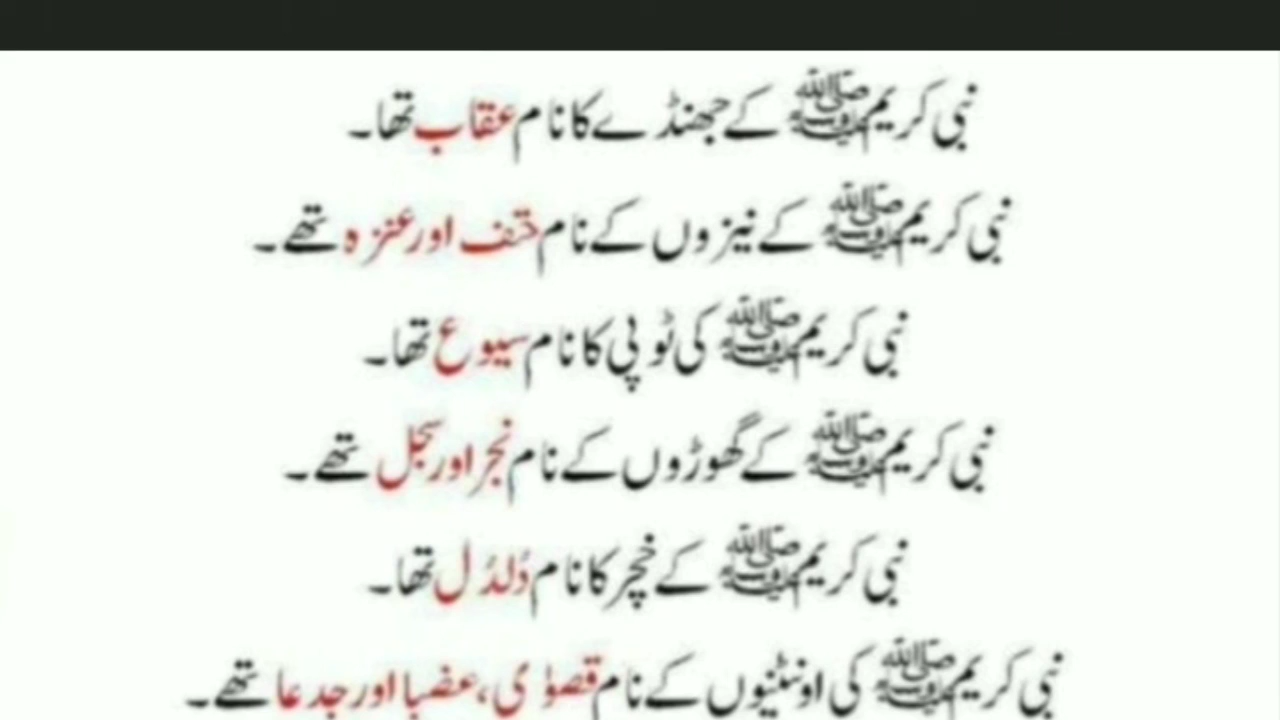 نبی کریم ﷺ کے جھنڈے کا نام عقاب تھا۔
نبی کریم ﷺ کے نیزوں کے نام حتف اور عنزہ تھے۔
نبی کریم ﷺ کی ٹوپی کا نام سیوع تھا۔
نبی کریم ﷺ کے گھوڑوں کے نام نجر اور سجل تھے۔
نبی کریم ﷺ کے خچر کا نام دُلدُل تھا۔
نبی کریم ﷺ کی اونٹنیوں کے نام قصوٰی، عضبا اور جدعا تھے۔